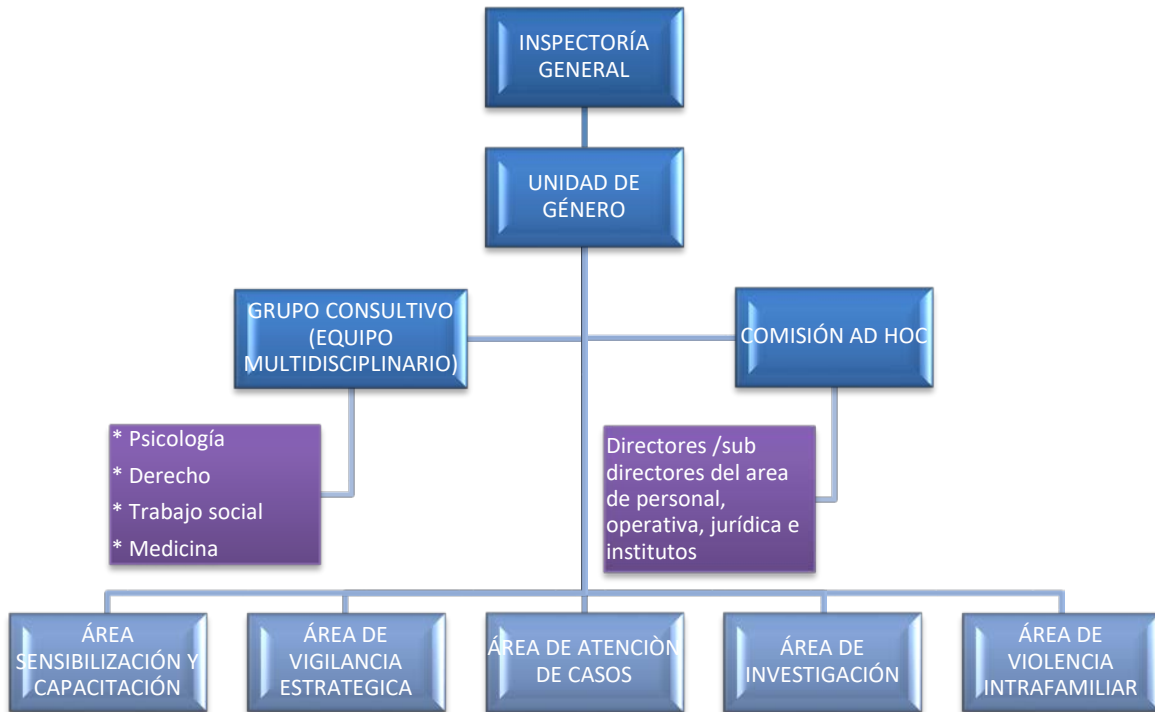 INSPECTORÍA
GENERAL
UNIDAD DE
GÉNERO
GRUPO CONSULTIVO
(EQUIPO
MULTIDISCIPLINARIO)
COMISIÓN AD HOC
* Psicología
* Derecho
* Trabajo social
* Medicina
Directores /sub
directores del area
de personal,
operativa, jurídica e
institutos
ÁREA
SENSIBILIZACIÓN Y
CAPACITACIÓN
ÁREA DE
VIGILANCIA
ESTRATEGICA
ÁREA DE ATENCIÒN
DE CASOS
ÁREA DE
INVESTIGACIÓN
ÁREA DE
VIOLENCIA
INTRAFAMILIAR